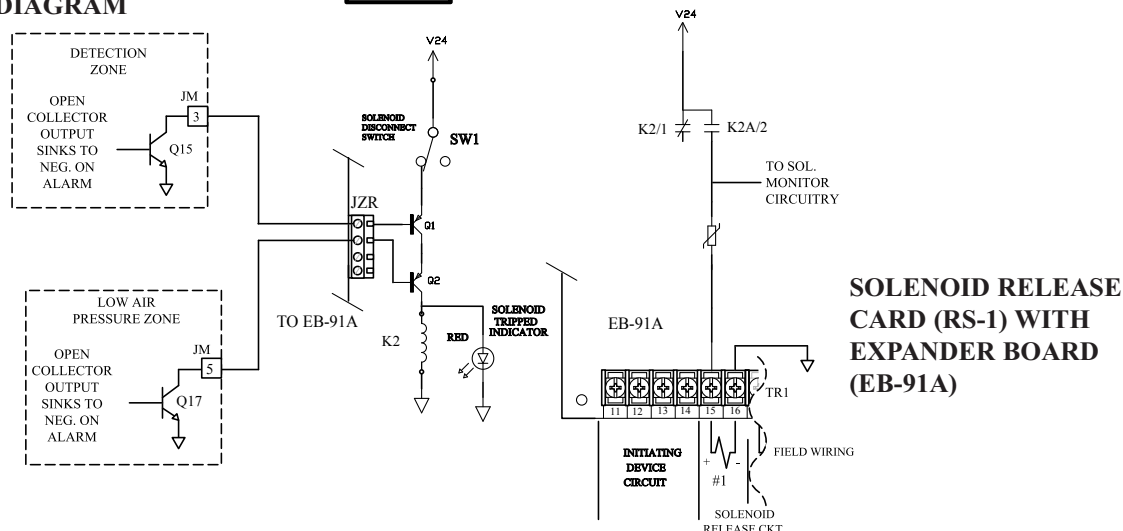 DIAGRAM
DETECTION
ZONE
OPEN
COLLECTOR
OUTPUT
SINKS TO
NEG. ON
ALARM
JM
3
Q15
LOW AIR
PRESSURE ZONE
OPEN
COLLECTOR
OUTPUT
SINKS TO
NEG. ON
ALARM
JM
5
Q17
V24
SOLENOID
DISCONNECT
SWITCH
SW1
JZR
Q1
Q2
TO EB-91A
K2
RED
SOLENOID
TRIPPED
INDICATOR
V24
K2/1
K2A/2
TO SOL.
MONITOR
CIRCUITRY
EB-91A
TR1
11 12 13 14 15 16
INITIATING
DEVICE
CIRCUIT
+ -
#1
FIELD WIRING
SOLENOID
RELEASE CKT
SOLENOID RELEASE
CARD (RS-1) WITH
EXPANDER BOARD
(EB-91A)